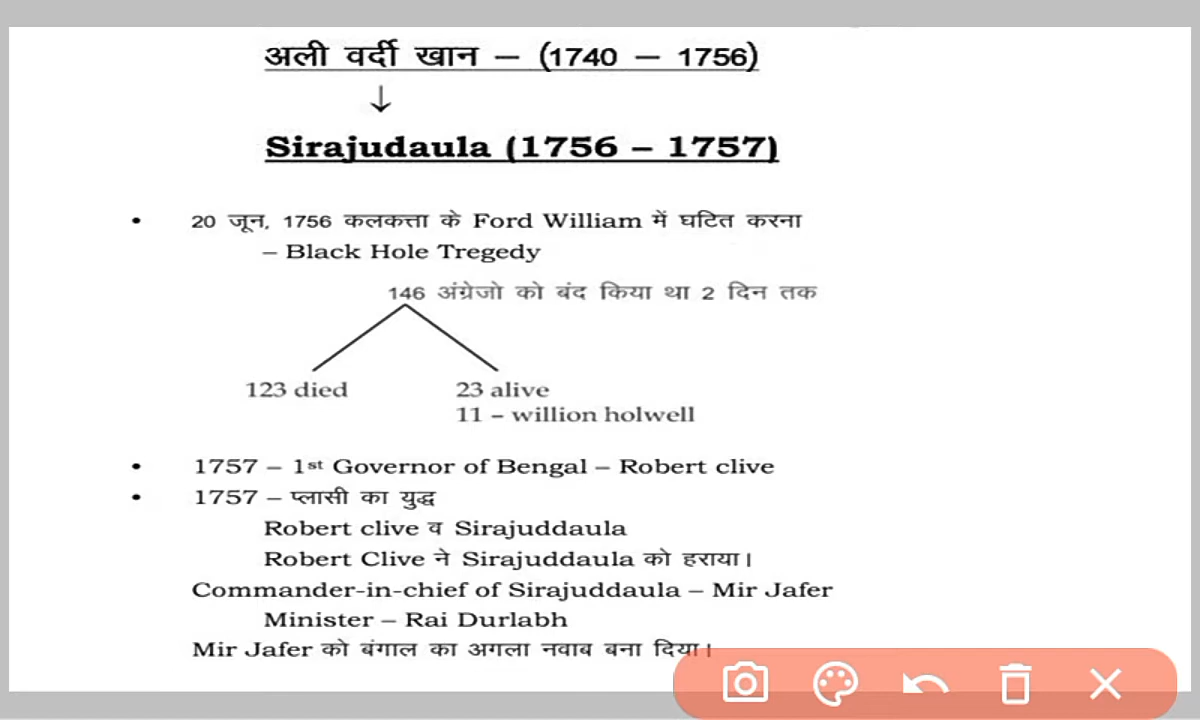 अली वर्दी खान – (1740 – 1756)
↓
Sirajudaula (1756 – 1757)
• 20 जून, 1756 कलकत्ता के Ford William में घटित करना
– Black Hole Tregedy
146 अंग्रेजो को बंद किया था 2 दिन तक
123 died 23 alive
11 – willion holwell
• 1757 – 1st Governor of Bengal – Robert clive
• 1757 – प्लासी का युद्ध
Robert clive व Sirajuddaula
Robert Clive ने Sirajuddaula को हराया।
Commander-in-chief of Sirajuddaula – Mir Jafer
Minister – Rai Durlabh
Mir Jafer को बंगाल का अगला नवाब बना दिया।